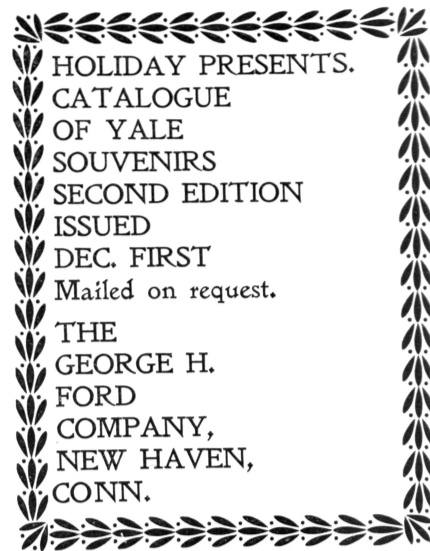 HOLIDAY PRESENTS.
CATALOGUE
OF YALE
SOUVENIRS
SECOND EDITION
ISSUED
DEC. FIRST
Mailed on request.
THE
GEORGE H.
FORD
COMPANY,
NEW HAVEN,
CONN.